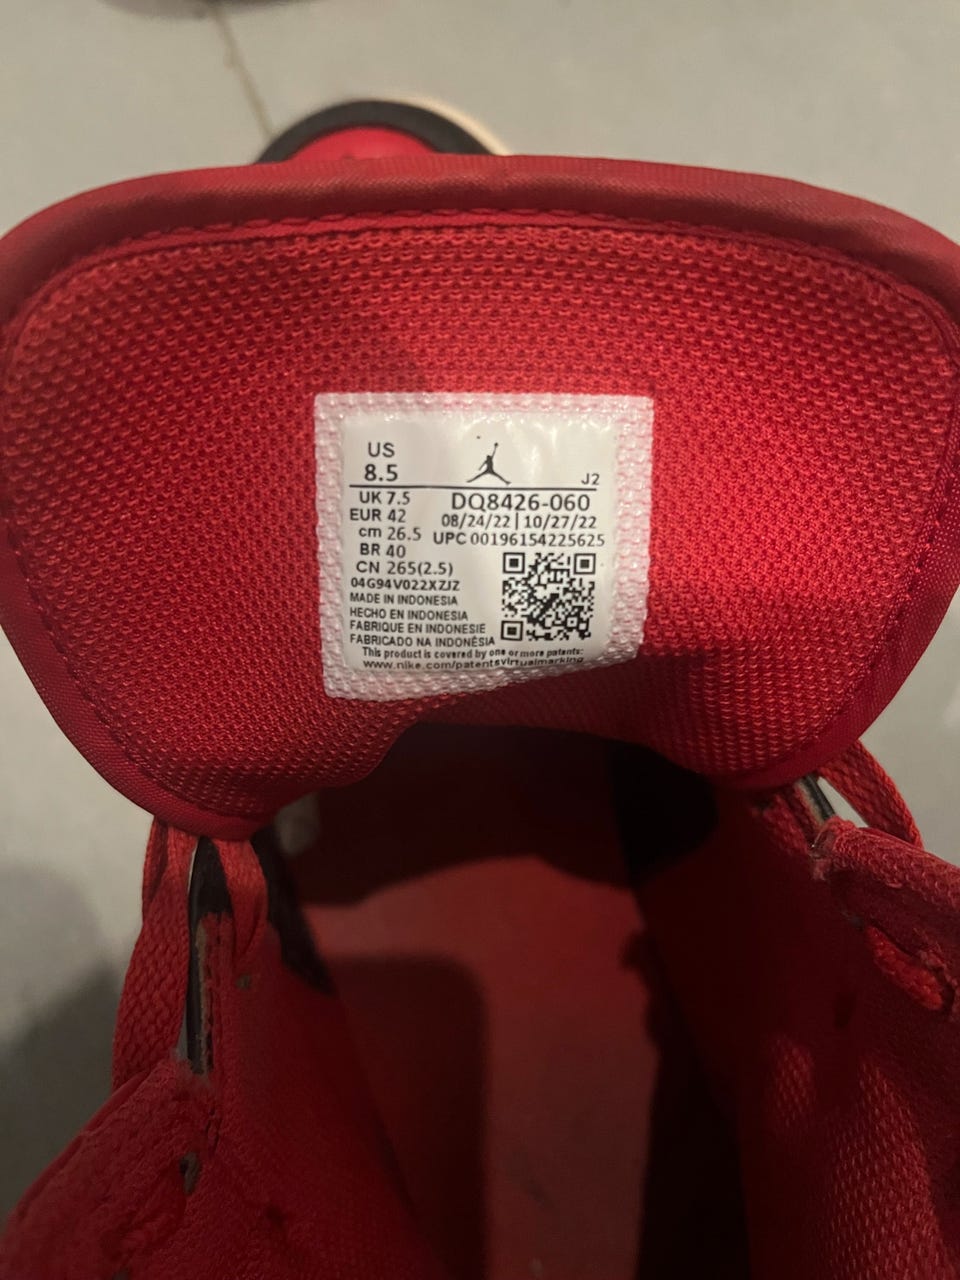 US
8.5
J2
UK 7.5
EUR 42
cm 26.5
BR 40
CN 265(2.5)
DQ8426-060
08/24/22 | 10/27/22
UPC 00196154225625
04G94V022XZJZ
MADE IN INDONESIA
HECHO EN INDONESIA
FABRIQUE EN INDONESIE
FABRICADO NA INDONÉSIA
This product is covered by one or more patents:
www.nike.com/patentsvirtualmarking